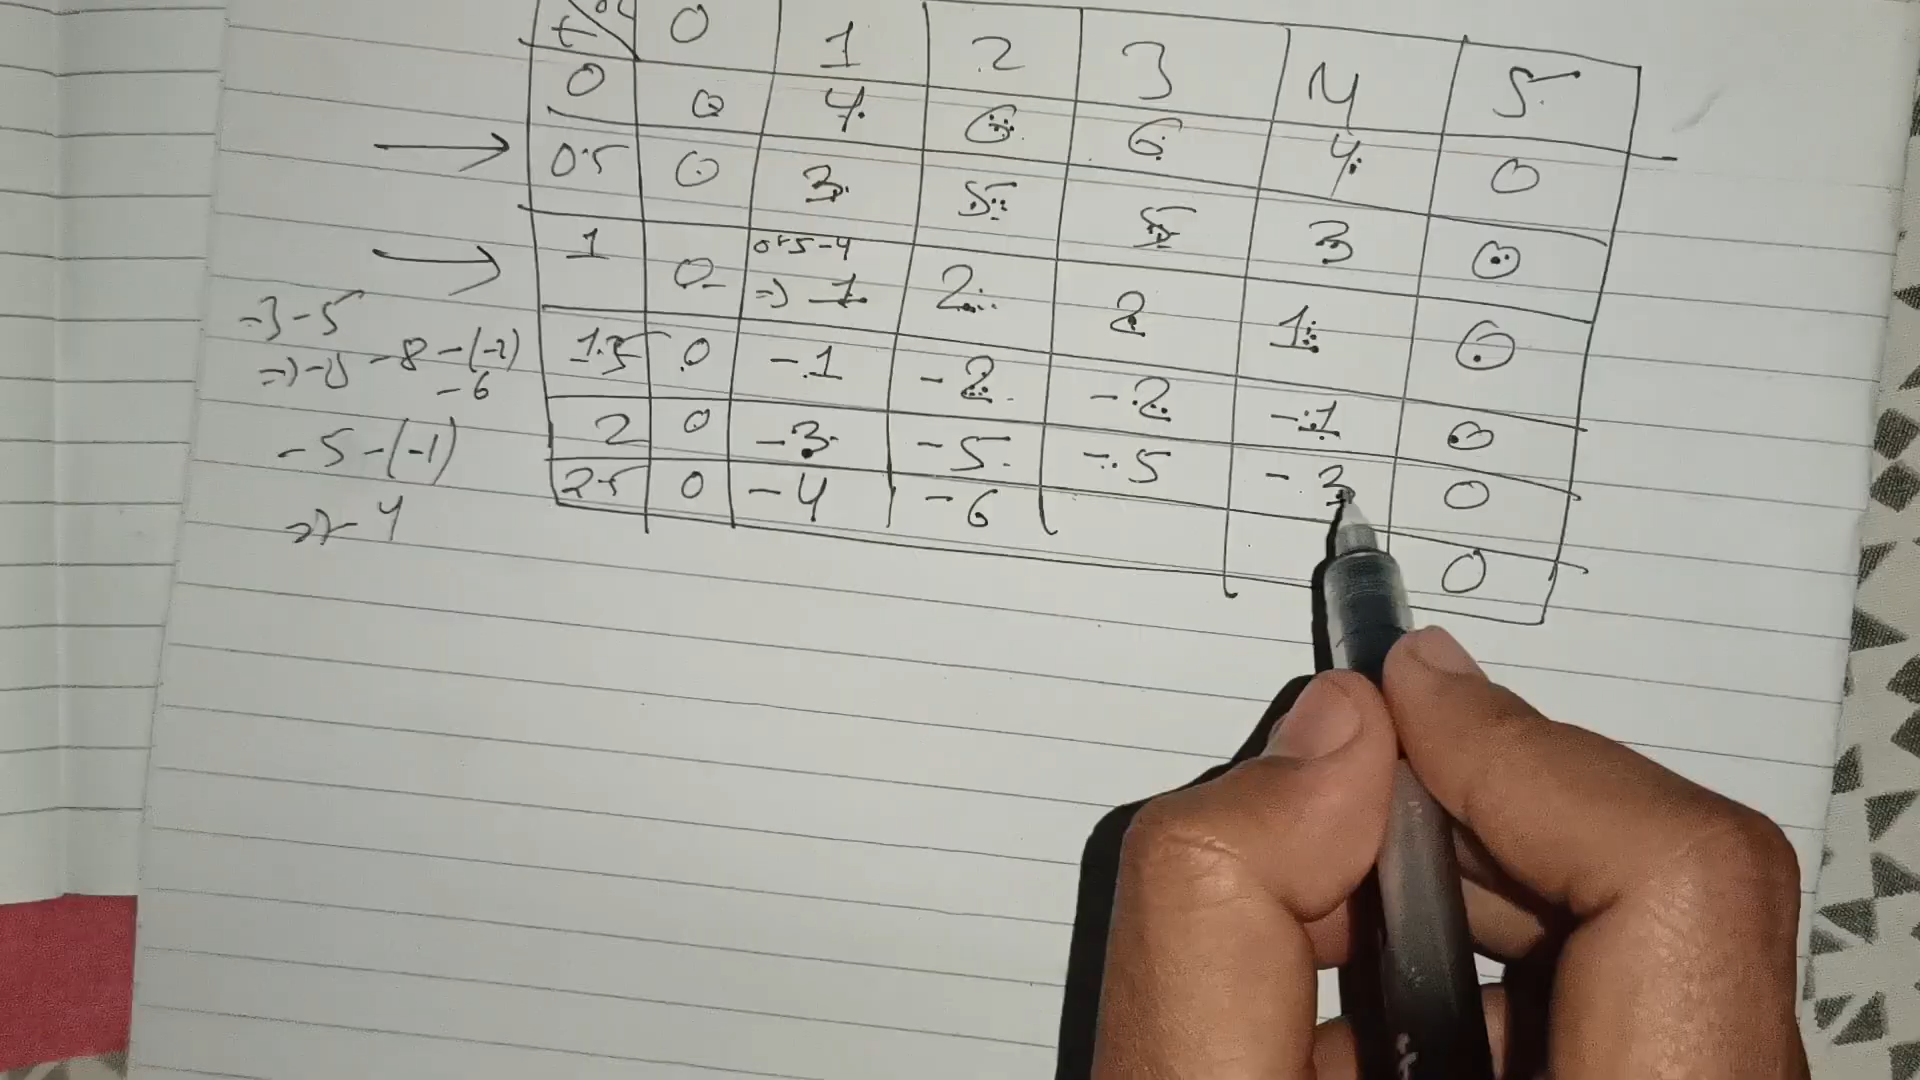 t x 0 1 2 3 4 5
0 0 4 6 6 4 0
0.5 0 3 5 5 3 0
1 0 0+5-4
=> 1 2 2 1 0
1.5 0 -1 -2 -2 -1 0
2 0 -3 -5 -5 -3 0
2.5 0 -4 -6 0
-3-5
=> -8 -8-(-2)
-6
-5-(-1)
=> -4